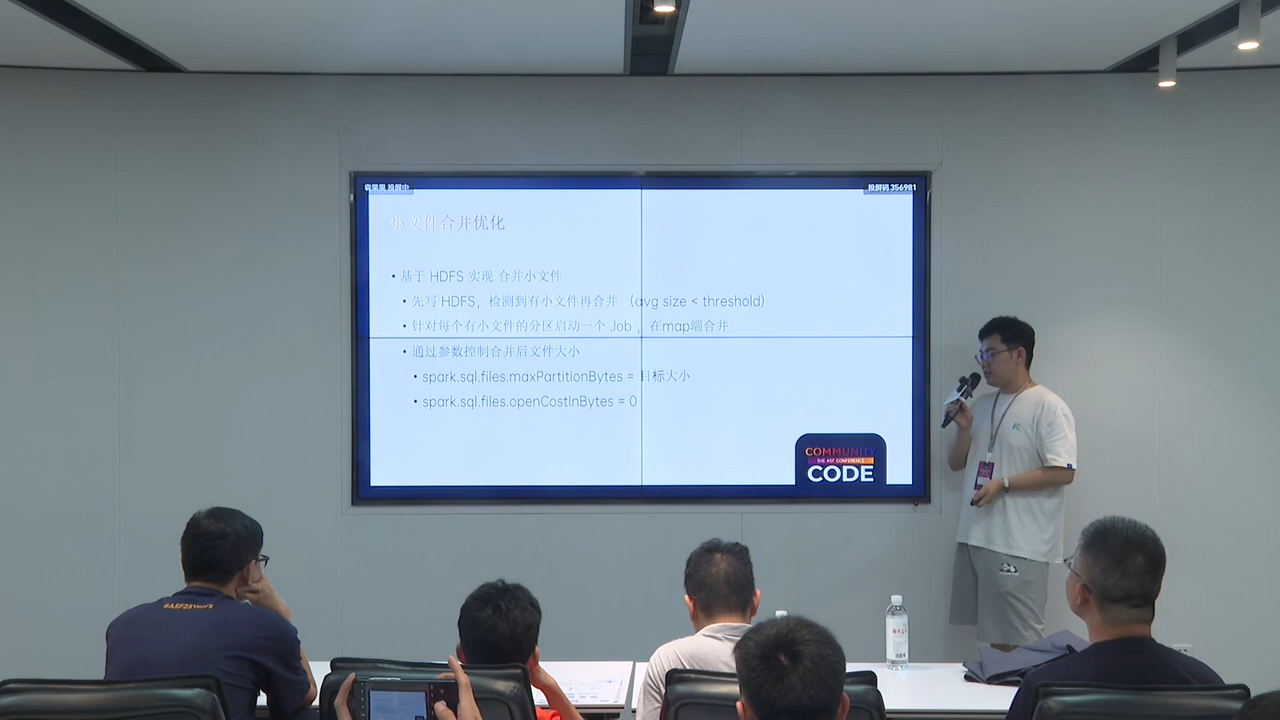 投屏中
投屏码 356981
小文件合并优化
• 基于 HDFS 实现 合并小文件
• 先写 HDFS，检测到有小文件再合并 （avg size < threshold）
• 针对每个有小文件的分区启动一个 Job ，在map端合并
• 通过参数控制合并后文件大小
• spark.sql.files.maxPartitionBytes = 目标大小
• spark.sql.files.openCostInBytes = 0
COMMUNITY
THE ASF CONFERENCE
CODE